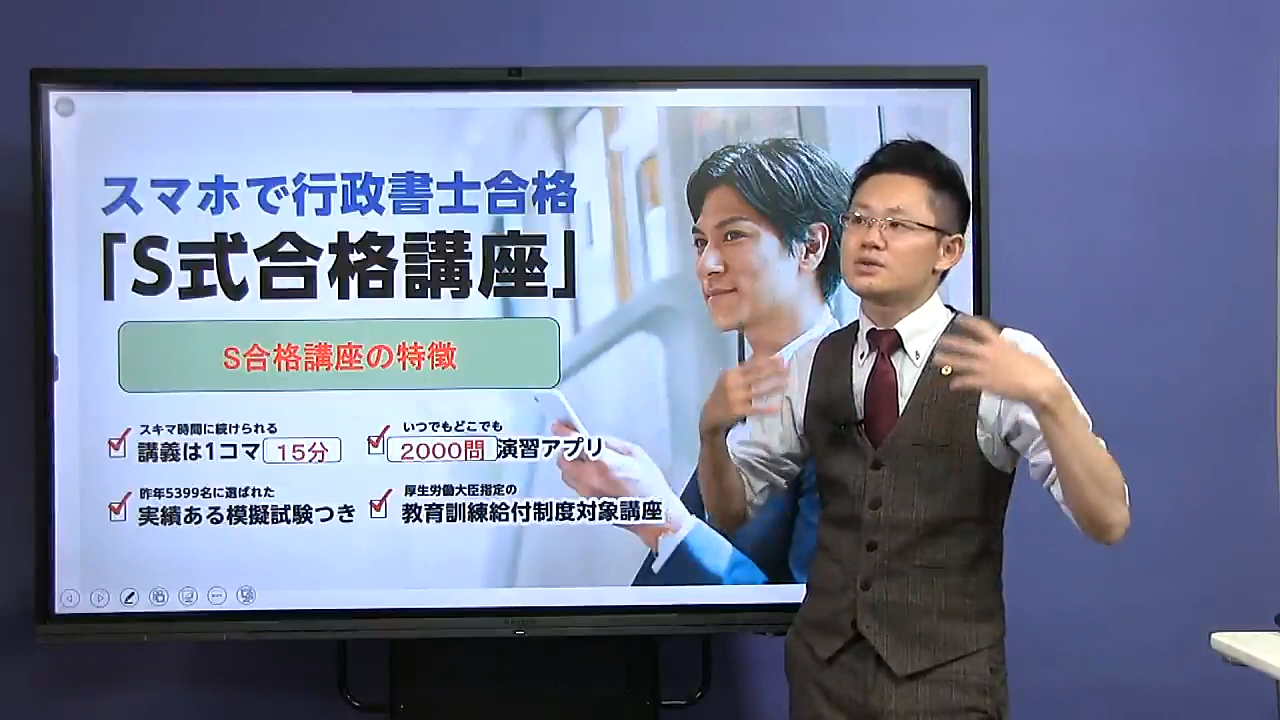 スマホで行政書士合格
「S式合格講座」
S合格講座の特徴
スキマ時間に続けられる
講義は1コマ 15分
いつでもどこでも
2000問 演習アプリ
昨年5399名に選ばれた
実績ある模擬試験つき
厚生労働大臣指定の
教育訓練給付制度対象講座